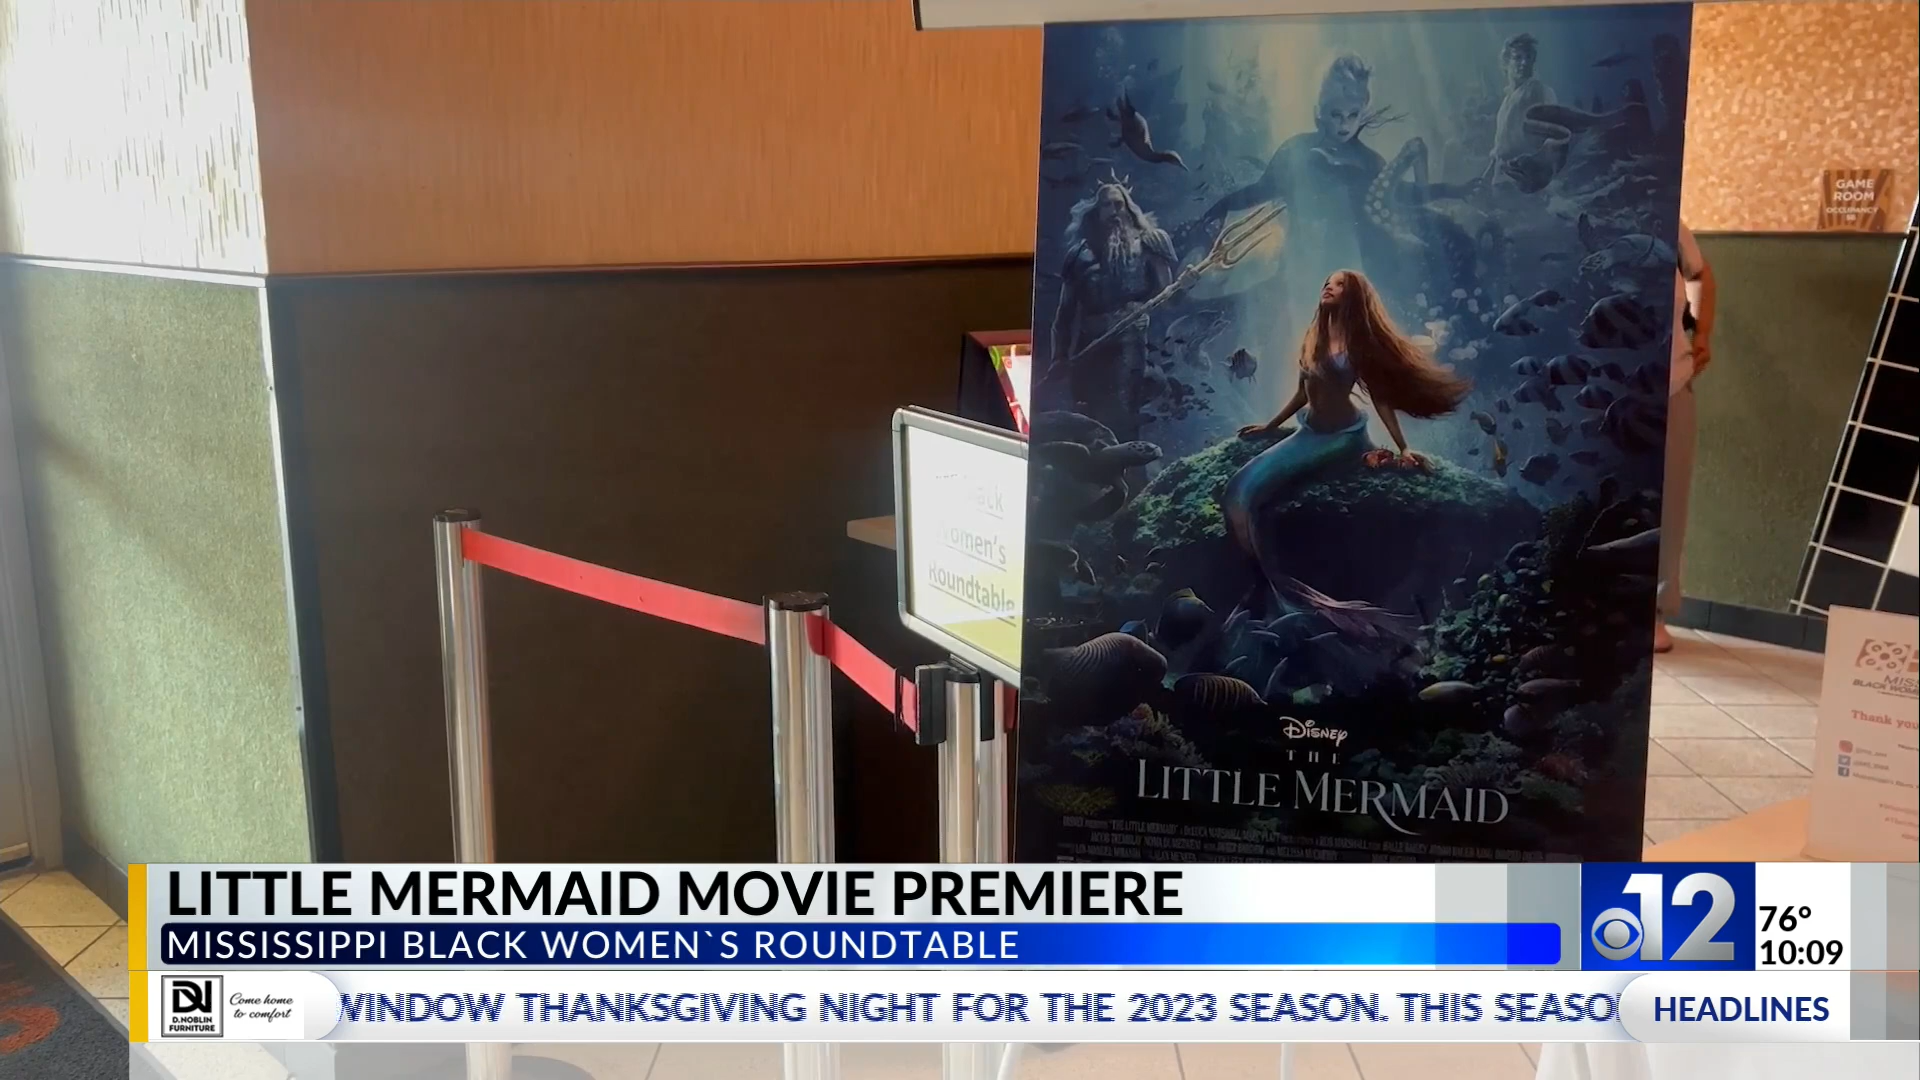 GAME
ROOM
OCCUPANCY
Women's
Roundtable
DISNEY
THE
LITTLE MERMAID
Thank you
LITTLE MERMAID MOVIE PREMIERE
MISSISSIPPI BLACK WOMEN`S ROUNDTABLE
12
76°
10:09
DN
D.NOBLIN
FURNITURE
Come home
to comfort
WINDOW THANKSGIVING NIGHT FOR THE 2023 SEASON. THIS SEASO
HEADLINES